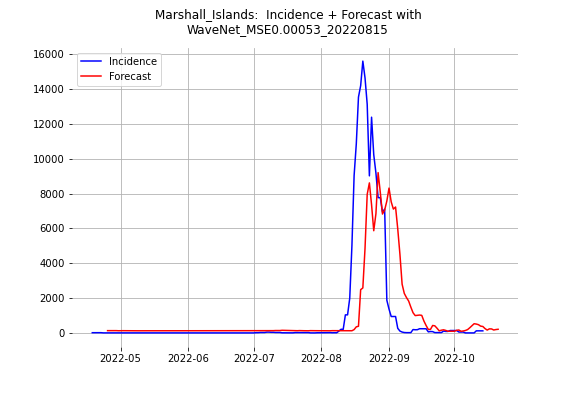 Marshall_Islands:  Incidence + Forecast with
WaveNet_MSE0.00053_20220815
Incidence
Forecast
16000
14000
12000
10000
8000
6000
4000
2000
0
2022-05 2022-06 2022-07 2022-08 2022-09 2022-10